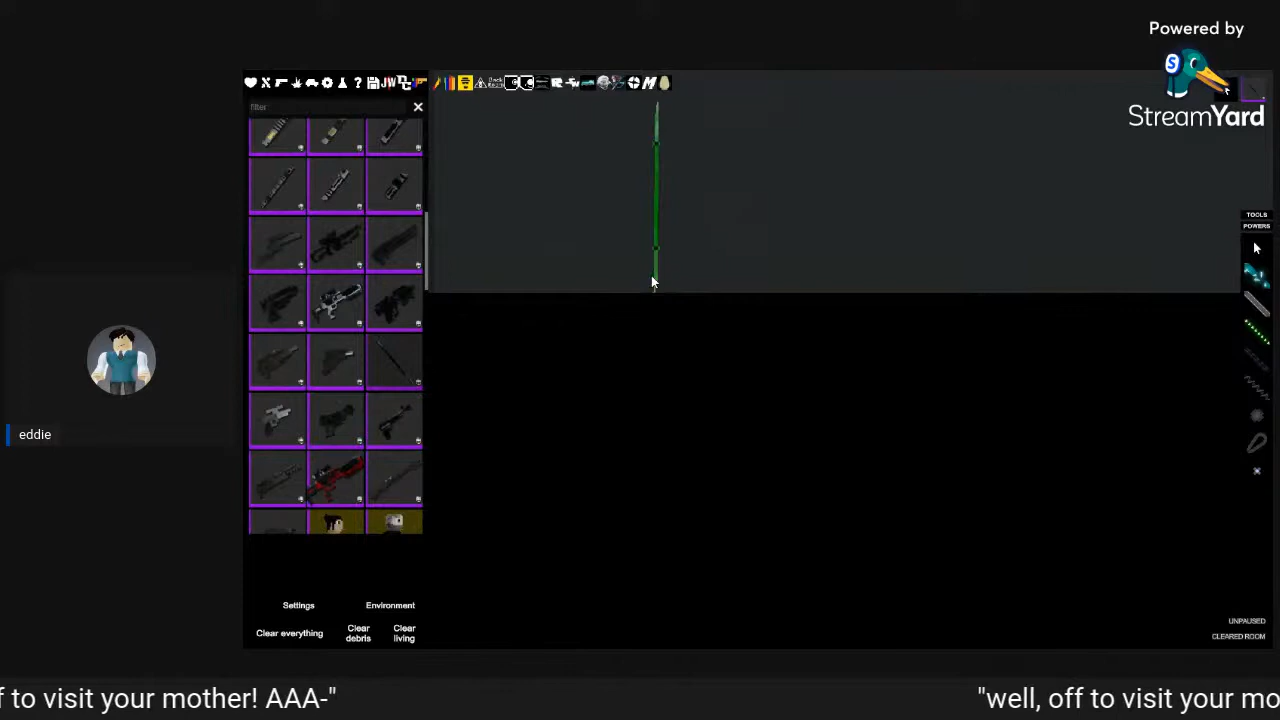 Powered by
StreamYard
filter
TOOLS
POWERS
eddie
Settings
Environment
Clear everything
Clear debris
Clear living
UNPAUSED
CLEARED ROOM
f to visit your mother! AAA-"
"well, off to visit your mo